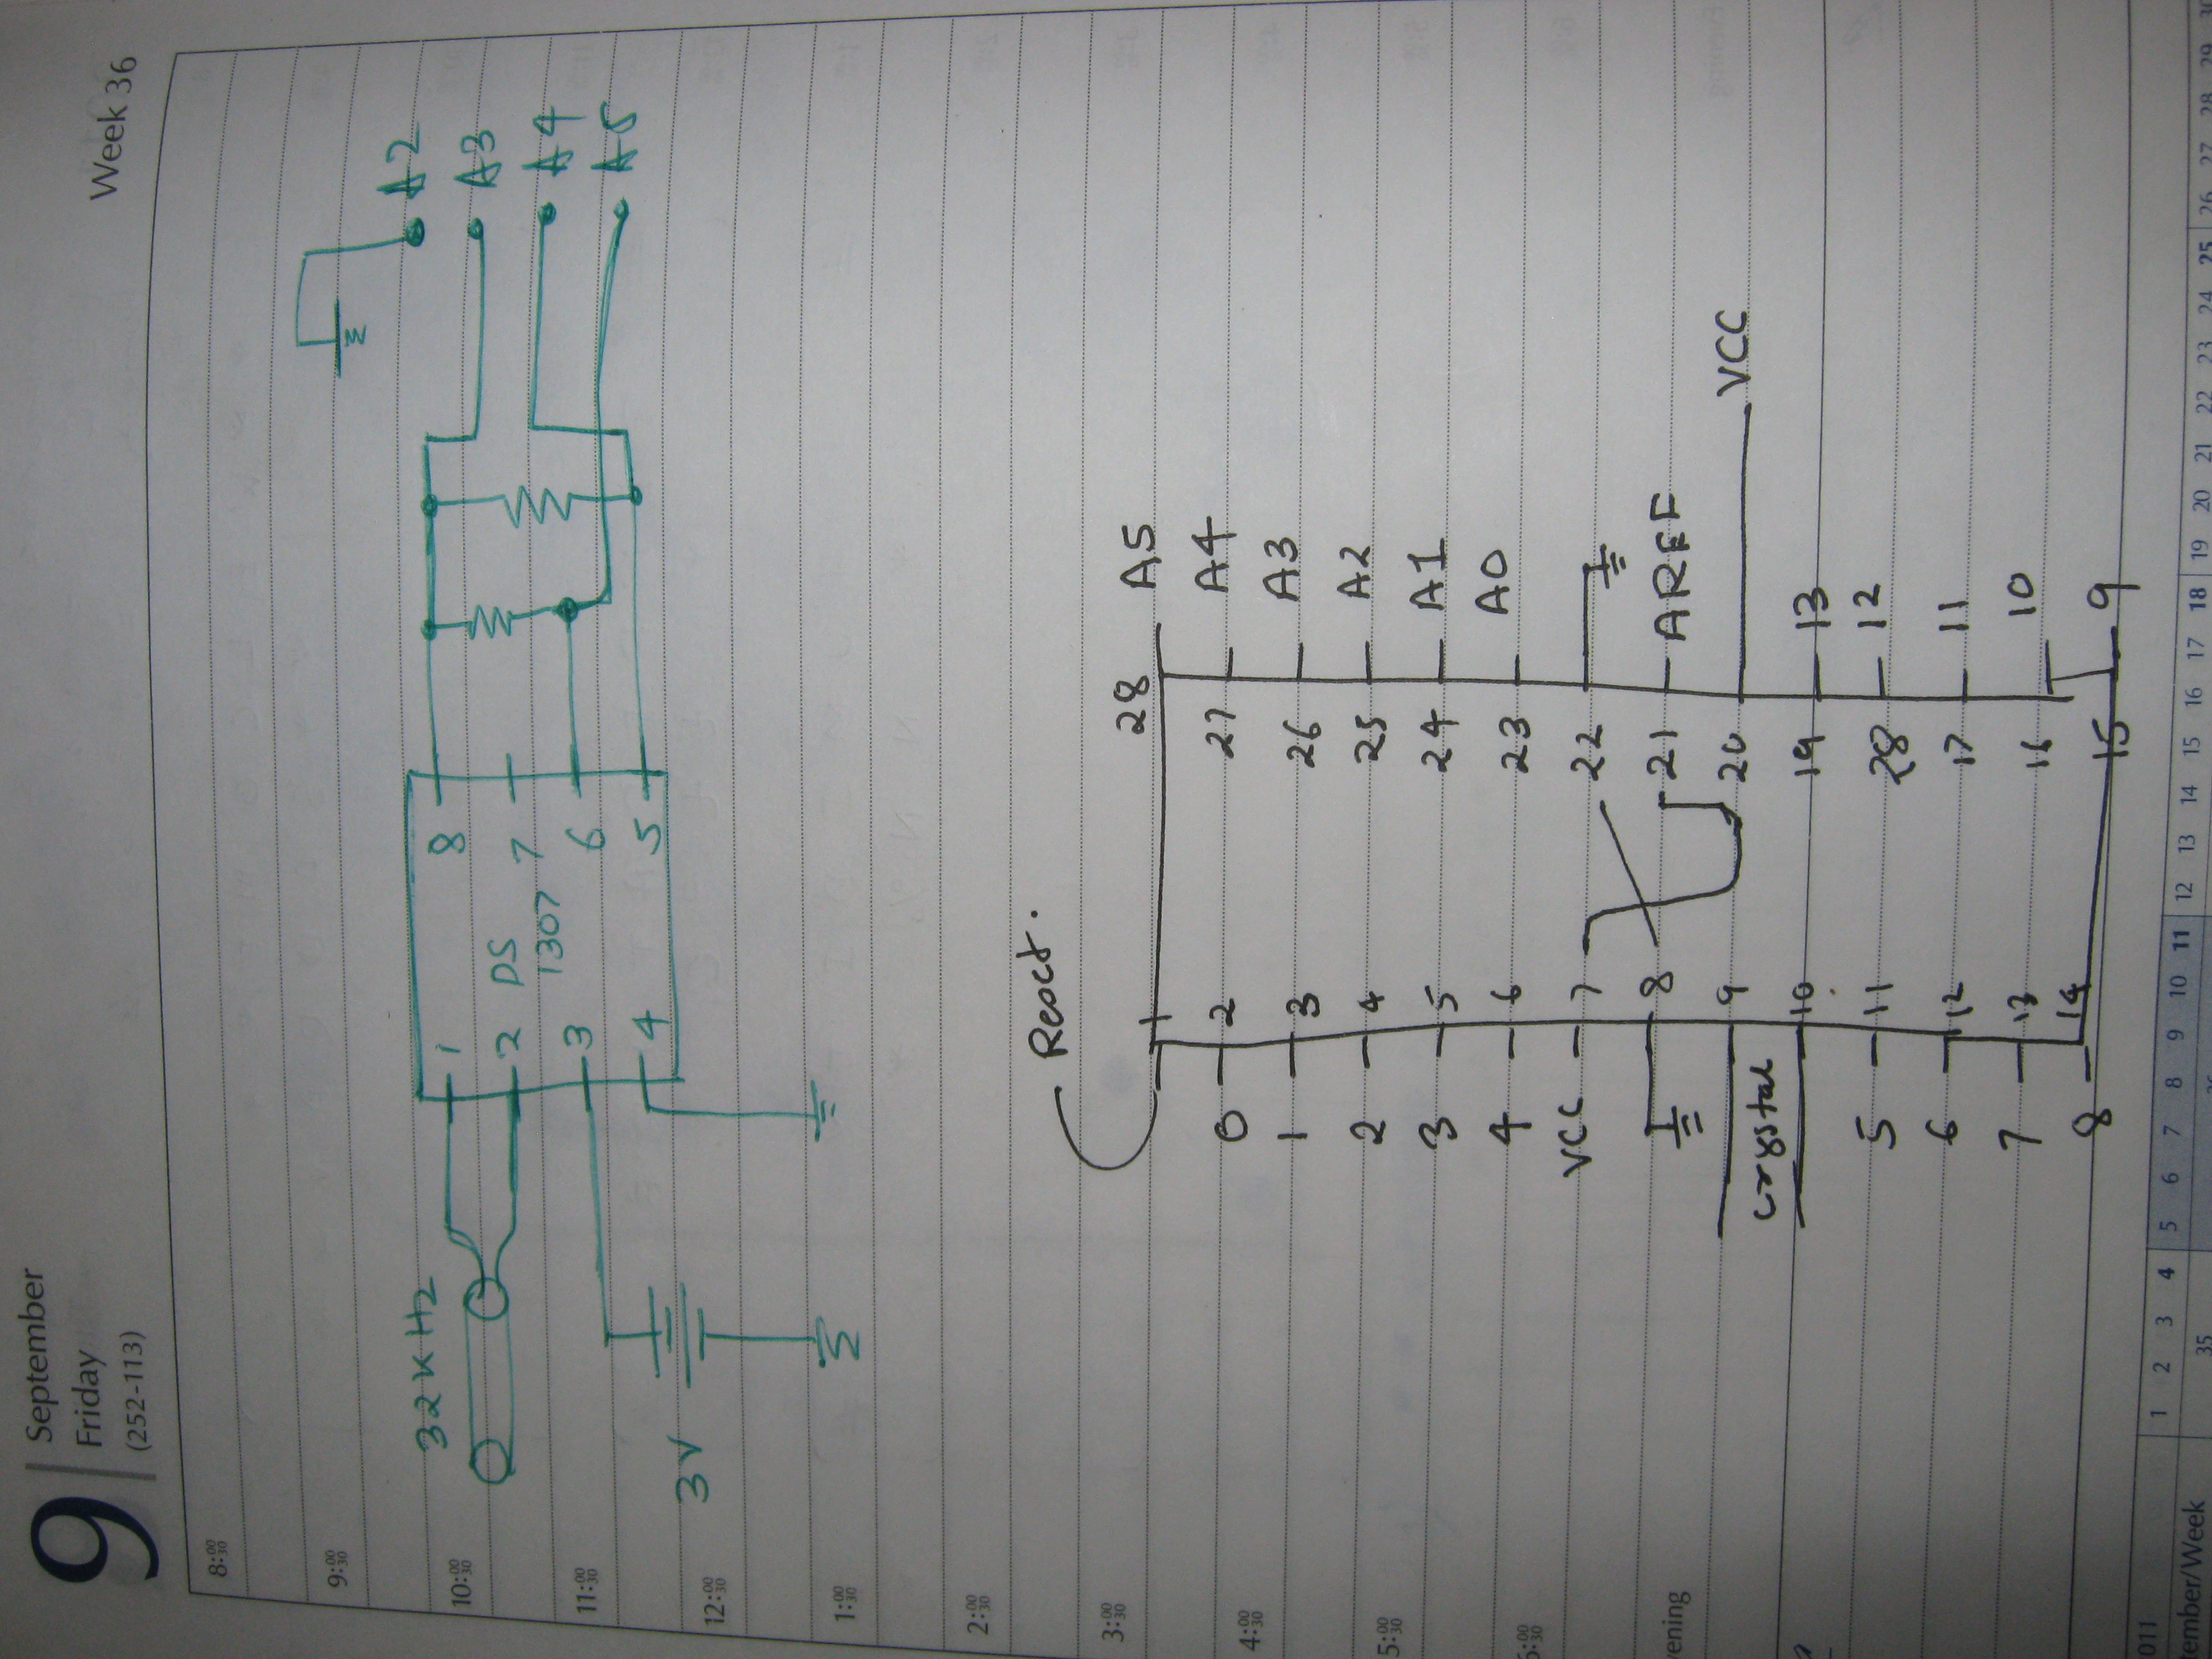 9
September
Friday
(252-113)
Week 36
8:00
30
9:00
30
10:00
30
11:00
30
12:00
30
1:00
30
2:00
30
3:00
30
4:00
30
5:00
30
6:00
30
vening
32KHz
3V
1 8
2 DS 7
1307
3 6
4 5
A2
A3
A4
A5
Resct.
1 28 A5
0 2 27 A4
1 3 26 A3
2 4 25 A2
3 5 24 A1
4 6 23 A0
VCC 7 22
8 21 AREF
9 20 VCC
crystal
10 19 13
5 11 28 12
6 12 17 11
7 13 16 10
8 14 15 9
011
1 2 3 4 5 6 7 8 9 10 11 12 13 14 15 16 17 18 19 20 21 22 23 24 25 26 27 28 29 30
ember/Week
35